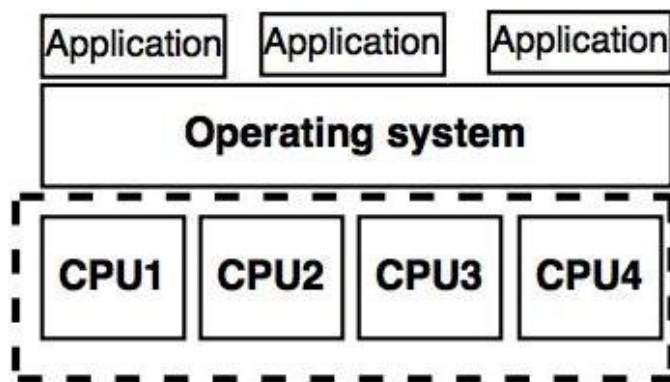 Application Application Application
Operating system
CPU1 CPU2 CPU3 CPU4